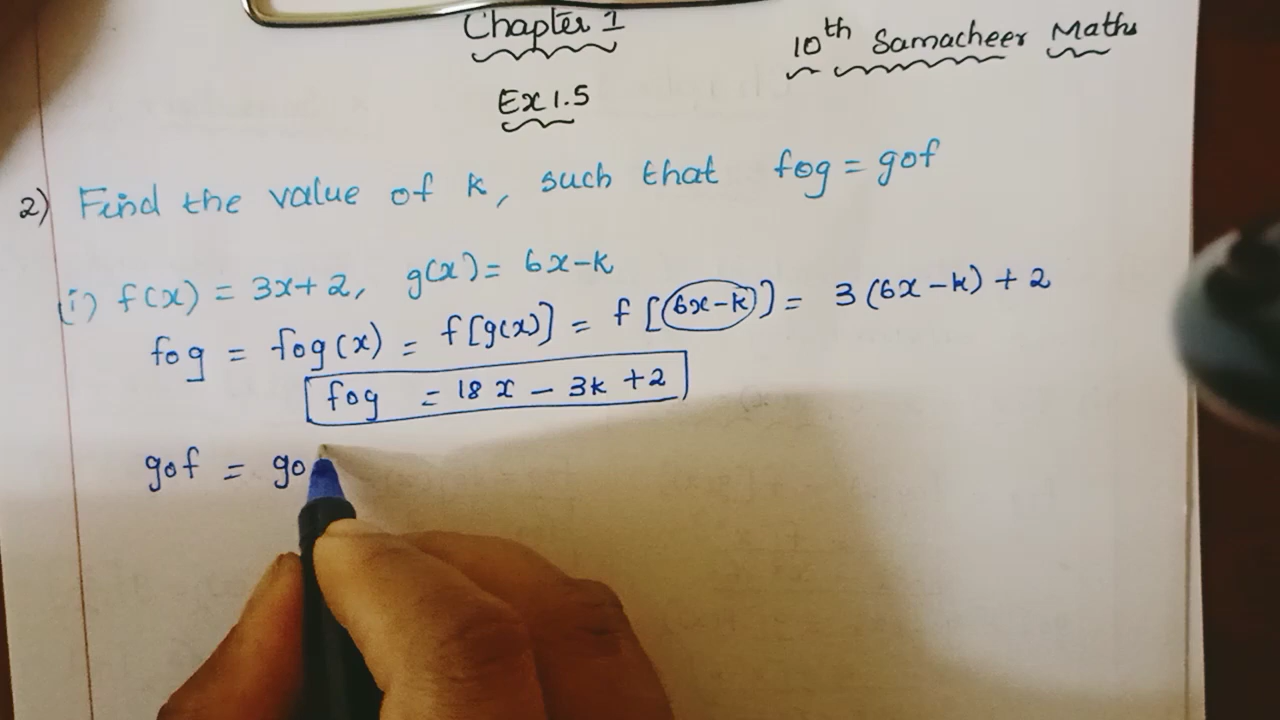 Chapter 1
10th Samacheer Maths
Ex 1.5
2) Find the value of k, such that fog = gof
(i) f(x) = 3x+2, g(x) = 6x-k
fog = fog(x) = f[g(x)] = f[(6x-k)] = 3(6x-k)+2
fog = 18x - 3k +2
gof = go